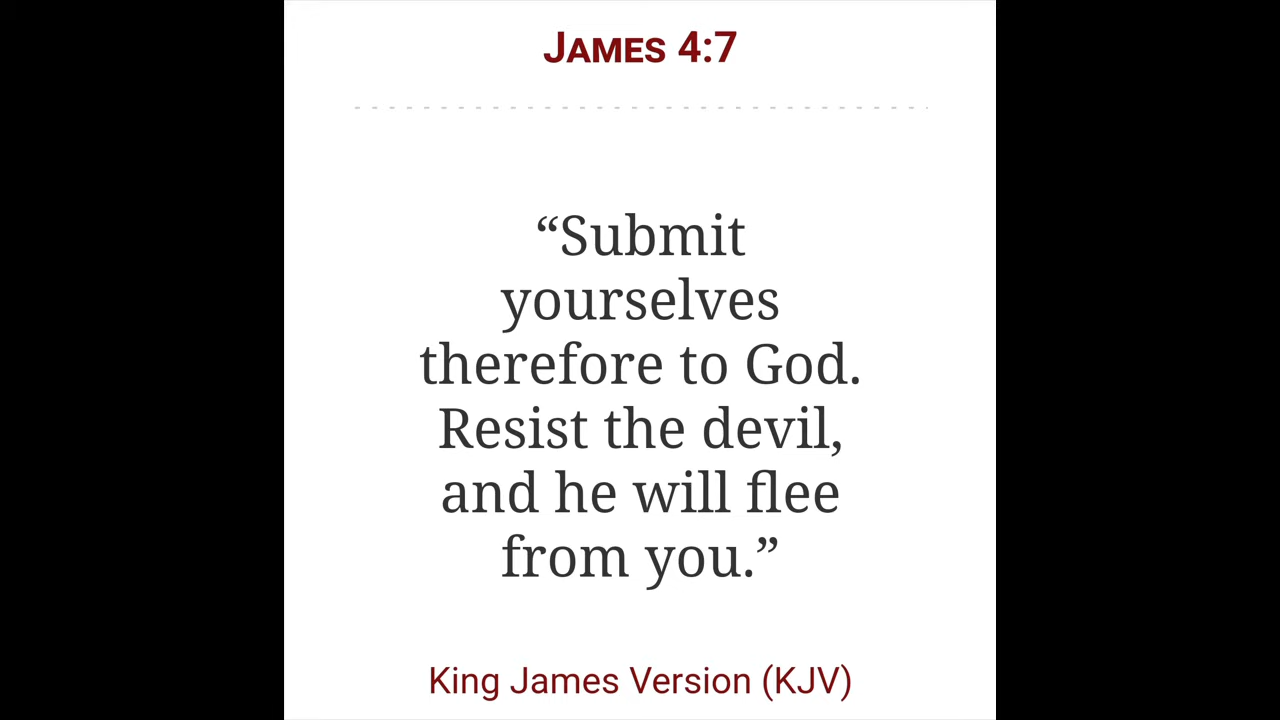 James 4:7
“Submit
yourselves
therefore to God.
Resist the devil,
and he will flee
from you.”
King James Version (KJV)